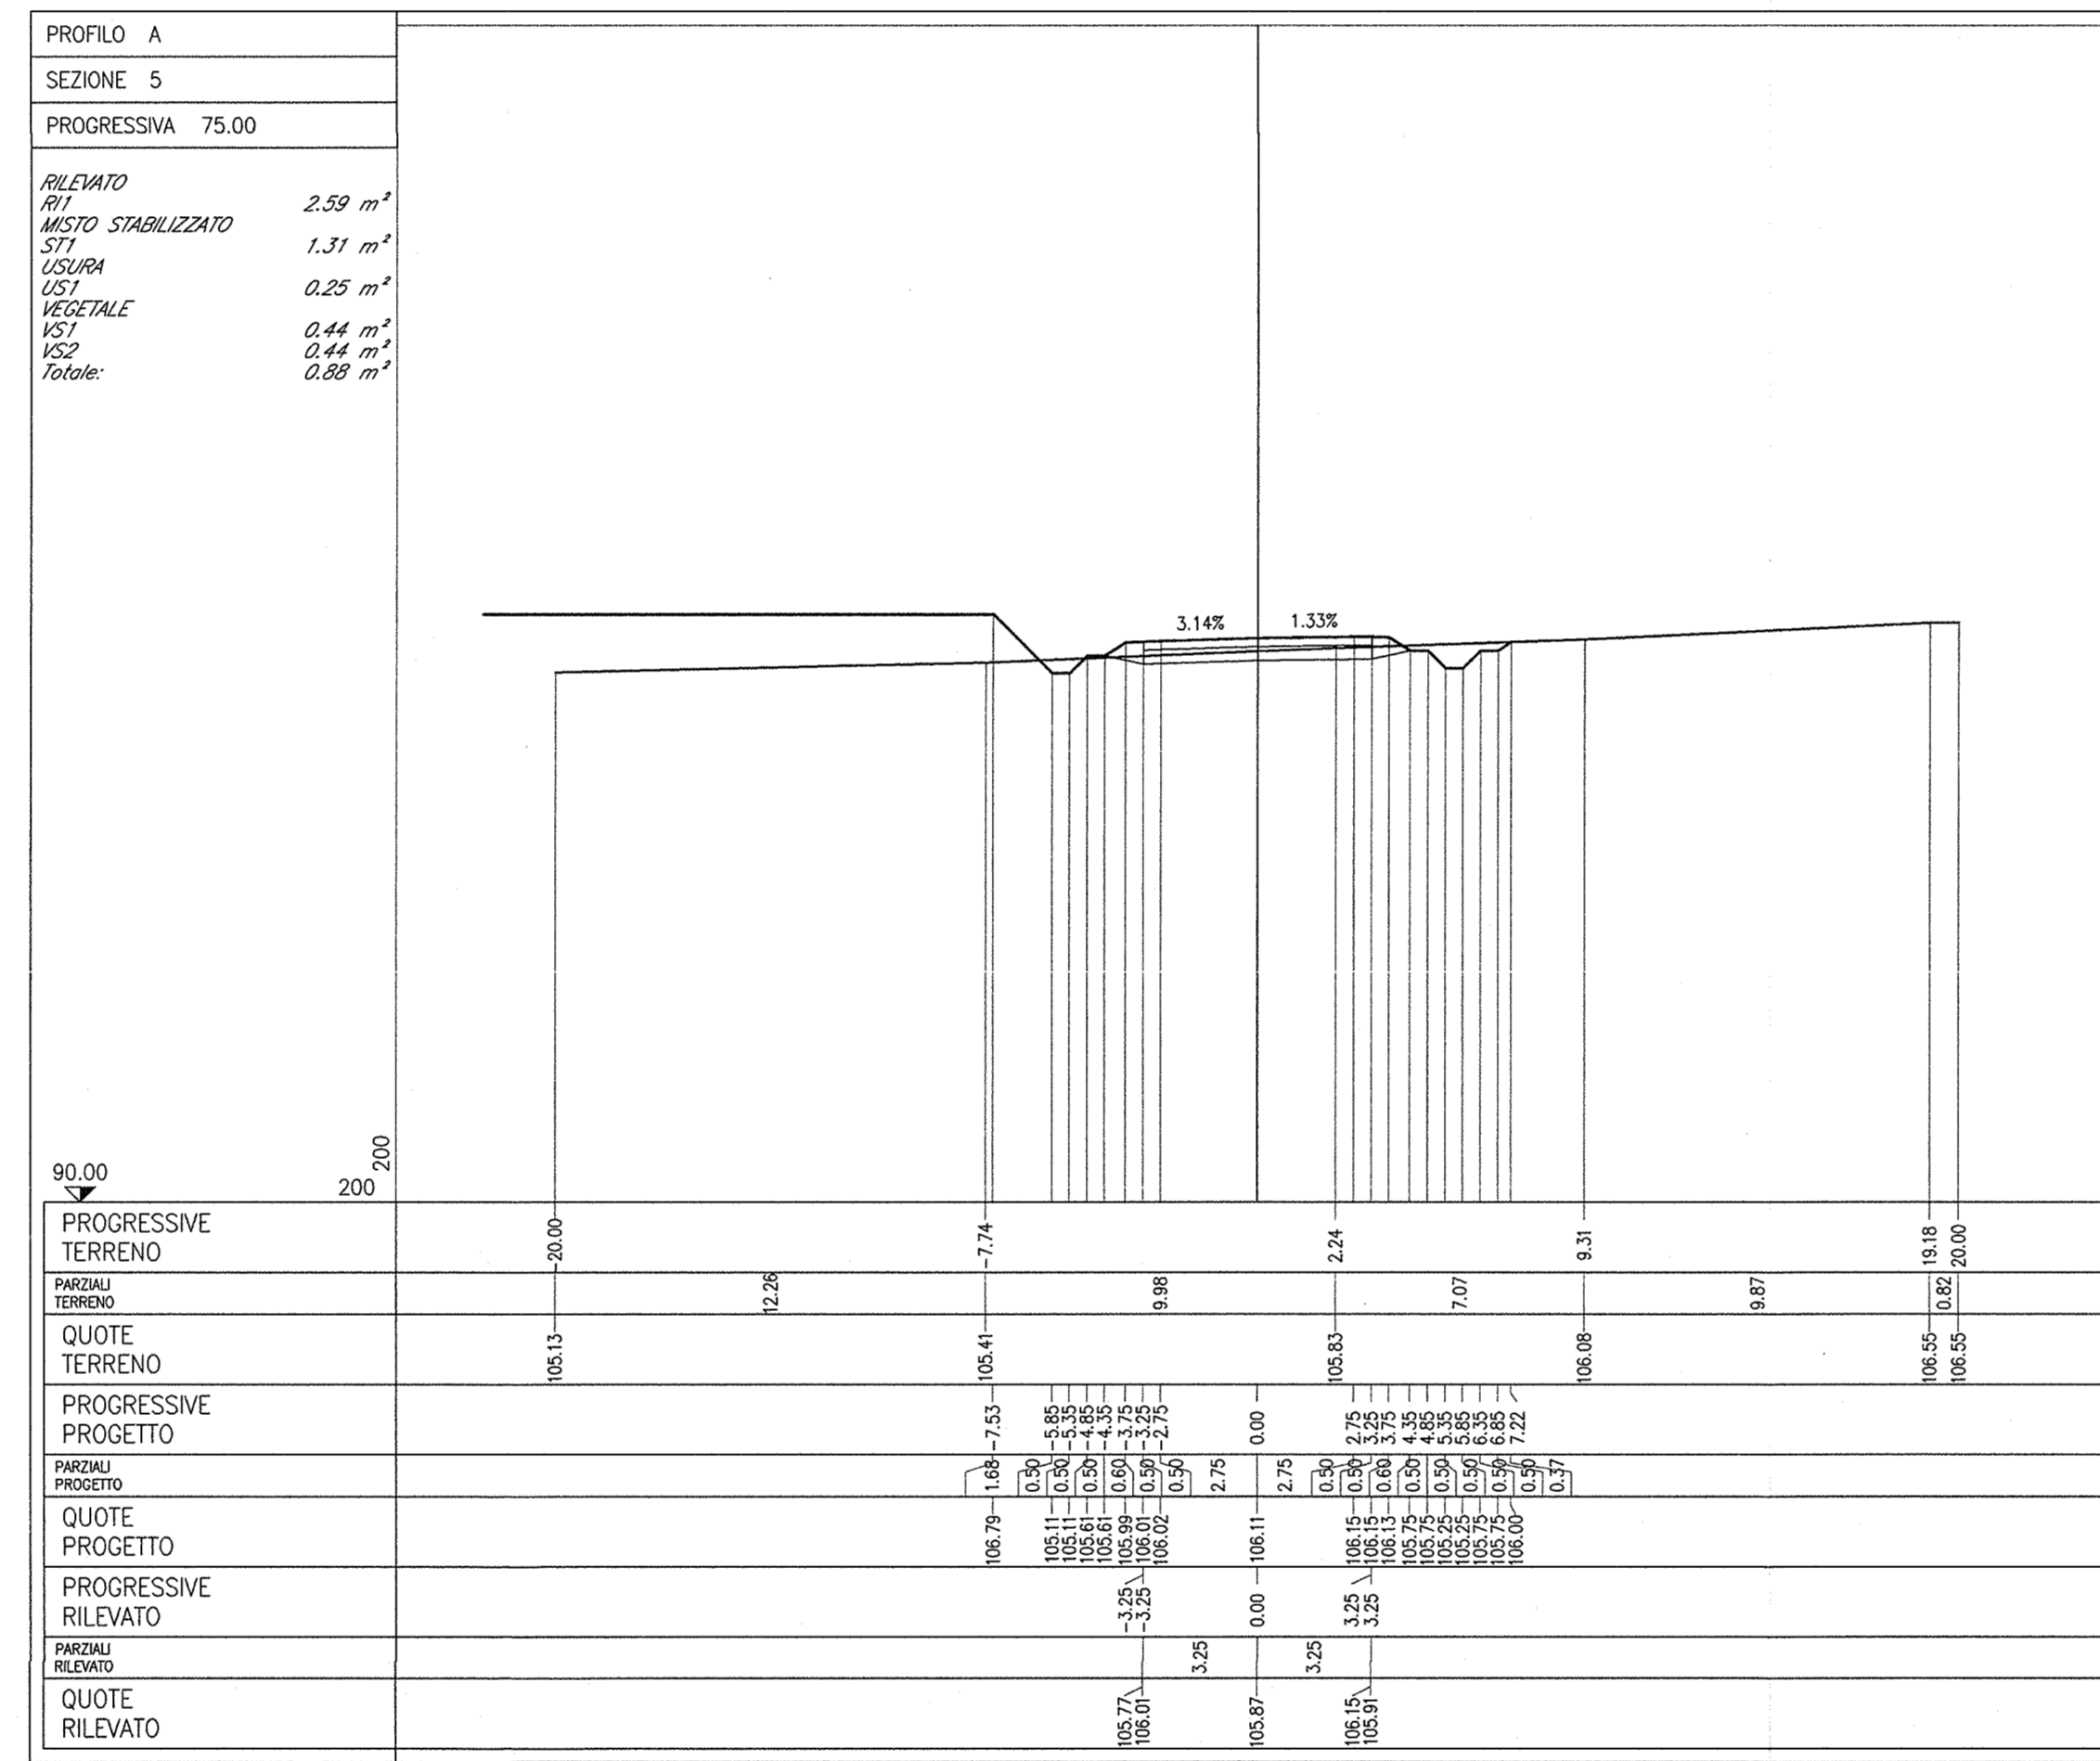 PROFILO A
SEZIONE 5
PROGRESSIVA 75.00
RILEVATO
RI1 2.59 m²
MISTO STABILIZZATO
ST1 1.31 m²
USURA
US1 0.25 m²
VEGETALE
VS1 0.44 m²
VS2 0.44 m²
Totale: 0.88 m²
3.14% 1.33%
90.00
200
200
PROGRESSIVE
TERRENO
-20.00 -7.74 2.24 9.31 19.18 20.00
PARZIALI
TERRENO
12.26 9.98 7.07 9.87 0.82
QUOTE
TERRENO
105.13 105.41 105.83 106.08 106.55 106.55
PROGRESSIVE
PROGETTO
-7.53 -5.85 -5.35 -4.85 -4.35 -3.75 -3.25 -2.75 0.00 2.75 3.25 3.75 4.35 4.85 5.35 5.85 6.35 6.85 7.22
PARZIALI
PROGETTO
1.68 0.50 0.50 0.50 0.60 0.50 0.50 2.75 2.75 0.50 0.50 0.60 0.50 0.50 0.50 0.50 0.50 0.37
QUOTE
PROGETTO
106.79 105.11 105.11 105.61 105.61 105.99 106.01 106.02 106.11 106.15 106.15 106.13 105.75 105.75 105.25 105.25 105.75 105.75 106.00
PROGRESSIVE
RILEVATO
-3.25 -3.25 0.00 3.25 3.25
PARZIALI
RILEVATO
3.25 3.25
QUOTE
RILEVATO
105.77 106.01 105.87 106.15 105.91